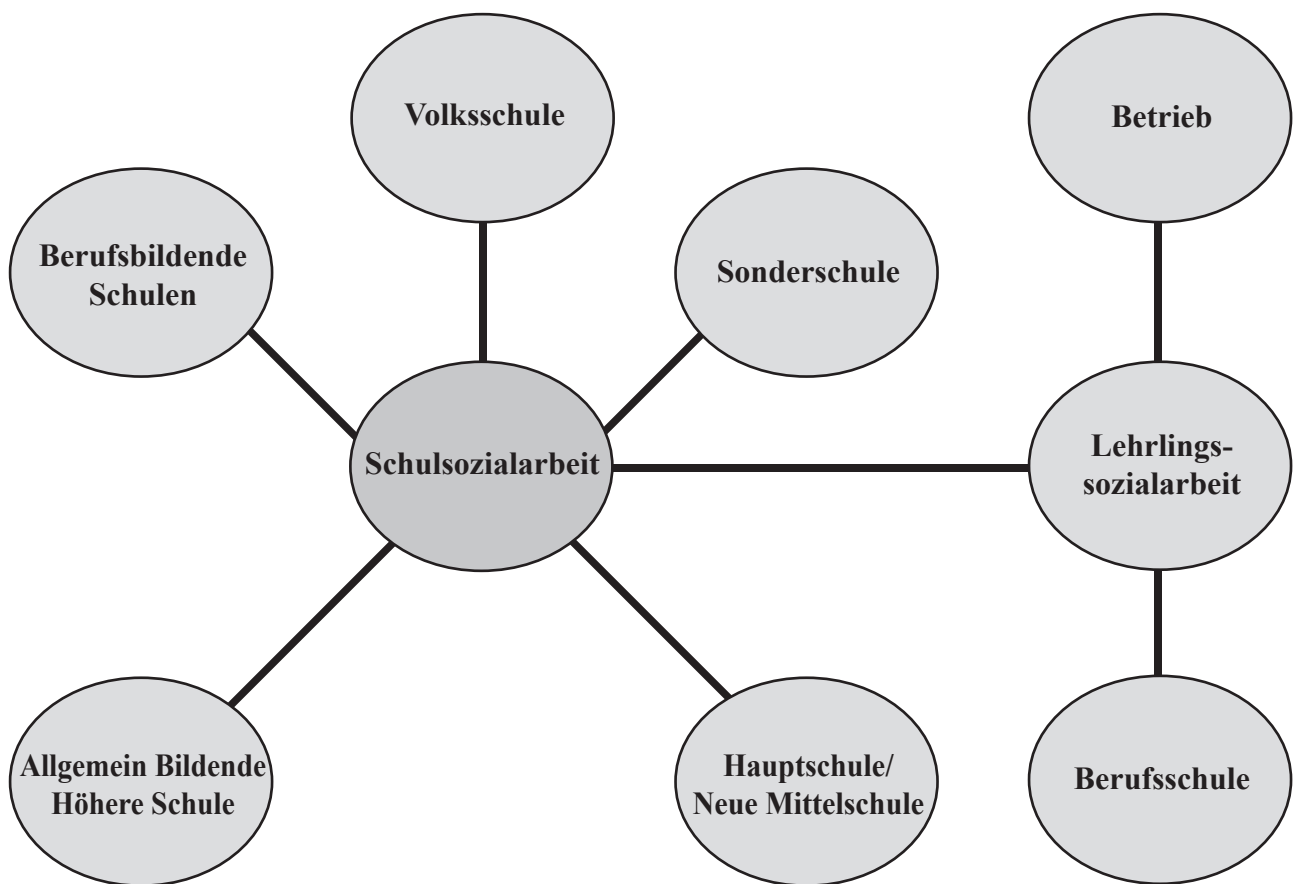 Volksschule
Betrieb
Berufsbildende
Schulen
Sonderschule
Schulsozialarbeit
Lehrlings-
sozialarbeit
Allgemein Bildende
Höhere Schule
Hauptschule/
Neue Mittelschule
Berufsschule